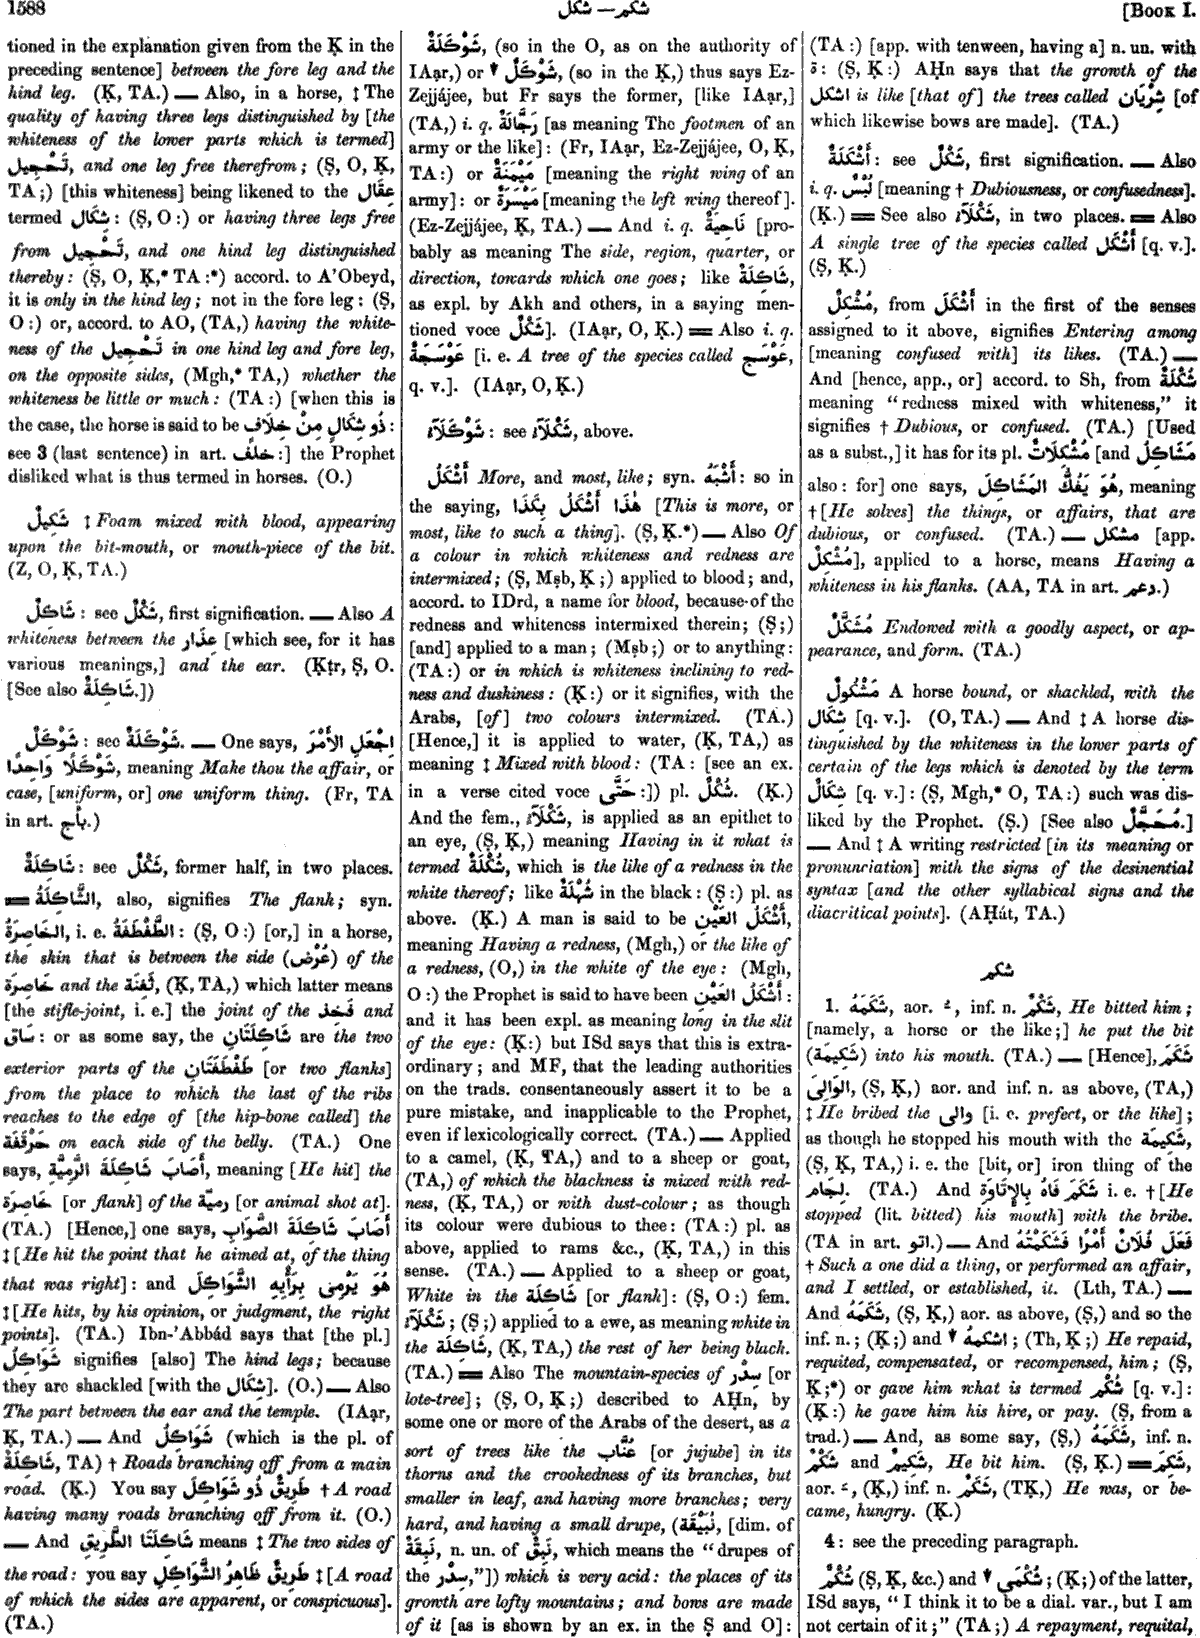 1588
شكل — شكم
[Book I.
tioned in the explanation given from the Ḳ in the
preceding sentence] between the fore leg and the
hind leg. (Ḳ, TA.) — Also, in a horse, ‡ The
quality of having three legs distinguished by [the
whiteness of the lower parts which is termed]
تَحْجِيل, and one leg free therefrom; (Ṣ, O, Ḳ,
TA;) [this whiteness] being likened to the عِقَال
termed شِكَال: (Ṣ, O:) or having three legs free
from تَحْجِيل, and one hind leg distinguished
thereby: (Ṣ, O, Ḳ,* TA:*) accord. to A’Obeyd,
it is only in the hind leg; not in the fore leg: (Ṣ,
O:) or, accord. to AO, (TA,) having the white-
ness of the تَحْجِيل in one hind leg and fore leg,
on the opposite sides, (Mgh,* TA,) whether the
whiteness be little or much: (TA:) [when this is
the case, the horse is said to be ذُو شِكَالٍ مِنْ خِلَافٍ:
see 3 (last sentence) in art. خلف:] the Prophet
disliked what is thus termed in horses. (O.)
شَكِيلٌ ‡ Foam mixed with blood, appearing
upon the bit-mouth, or mouth-piece of the bit.
(Z, O, Ḳ, TA.)
شَاكِلٌ: see شَكْلٌ, first signification. — Also A
whiteness between the عِذَار [which see, for it has
various meanings,] and the ear. (Ḳṭr, Ṣ, O.
[See also شَاكِلَةٌ.])
شَوْكَلٌ: see شَوْكَلَةٌ. — One says, اِجْعَلِ الأَمْرَ
شَوْكَلًا وَاحِدًا, meaning Make thou the affair, or
case, [uniform, or] one uniform thing. (Fr, TA
in art. بأج.)
شَاكِلَةٌ: see شَكْلٌ, former half, in two places.
═ الشَّاكِلَةُ, also, signifies The flank; syn.
الخَاصِرَةُ, i. e. الطَّفْطَفَةُ: (Ṣ, O:) [or,] in a horse,
the skin that is between the side (عُرْض) of the
خَاصِرَة and the ثَفِنَة, (Ḳ, TA,) which latter means
[the stifle-joint, i. e.] the joint of the فَخِذ and
سَاق: or as some say, the شَاكِلَتَانِ are the two
exterior parts of the طَفْطَفَتَانِ [or two flanks]
from the place to which the last of the ribs
reaches to the edge of [the hip-bone called] the
حَرْقَفَة on each side of the belly. (TA.) One
says, أَصَابَ شَاكِلَةَ الرَّمِيَّةِ, meaning [He hit] the
خَاصِرَة [or flank] of the رميّة [or animal shot at].
(TA.) [Hence,] one says, أَصَابَ شَاكِلَةَ الصَّوَابِ
‡ [He hit the point that he aimed at, of the thing
that was right]: and هُوَ يَرْمِى بِرَأْيِهِ الشَّوَاكِلَ
‡ [He hits, by his opinion, or judgment, the right
points]. (TA.) Ibn-’Abbád says that [the pl.]
شَوَاكِلُ signifies [also] The hind legs; because
they are shackled [with the شِكَال]. (O.) — Also
The part between the ear and the temple. (IAạr,
Ḳ, TA.) — And شَوَاكِلُ (which is the pl. of
شَاكِلَةٌ, TA) † Roads branching off from a main
road. (Ḳ.) You say طَرِيقٌ ذُو شَوَاكِلَ † A road
having many roads branching off from it. (O.)
— And شَاكِلَتَا الطَّرِيقِ means ‡ The two sides of
the road: you say طَرِيقٌ ظَاهِرُ الشَّوَاكِلِ ‡ [A road
of which the sides are apparent, or conspicuous].
(TA.)
شَوْكَلَةٌ, (so in the O, as on the authority of
IAạr,) or ▼ شَوْكَلٌ, (so in the Ḳ,) thus says Ez-
Zejjájee, but Fr says the former, [like IAạr,]
(TA,) i. q. رَجَّالَةٌ [as meaning The footmen of an
army or the like]: (Fr, IAạr, Ez-Zejjájee, O, Ḳ,
TA:) or مَيْمَنَةٌ [meaning the right wing of an
army]: or مَيْسَرَةٌ [meaning the left wing thereof].
(Ez-Zejjájee, Ḳ, TA.) — And i. q. نَاحِيَةٌ [pro-
bably as meaning The side, region, quarter, or
direction, towards which one goes; like شَاكِلَةٌ,
as expl. by Akh and others, in a saying men-
tioned voce شَكْلٌ]. (IAạr, O, Ḳ.) ═ Also i. q.
عَوْسَجَةٌ [i. e. A tree of the species called عَوْسَج,
q. v.]. (IAạr, O, Ḳ.)
شَوْكَلَآءُ: see شَكْلَآءُ, above.
أَشْكَلُ More, and most, like; syn. أَشْبَهُ: so in
the saying, هٰذَا أَشْكَلُ بِكَذَا [This is more, or
most, like to such a thing]. (Ṣ, Ḳ.*) — Also Of
a colour in which whiteness and redness are
intermixed; (Ṣ, Mṣb, Ḳ;) applied to blood; and,
accord. to IDrd, a name for blood, because of the
redness and whiteness intermixed therein; (Ṣ;)
[and] applied to a man; (Mṣb;) or to anything:
(TA:) or in which is whiteness inclining to red-
ness and duskiness: (Ḳ:) or it signifies, with the
Arabs, [of] two colours intermixed. (TA.)
[Hence,] it is applied to water, (Ḳ, TA,) as
meaning ‡ Mixed with blood: (TA: [see an ex.
in a verse cited voce حَتَّى:]) pl. شُكْلٌ. (Ḳ.)
And the fem., شَكْلَآءُ, is applied as an epithet to
an eye, (Ṣ, Ḳ,) meaning Having in it what is
termed شُكْلَةٌ, which is the like of a redness in the
white thereof; like شُهْلَةٌ in the black: (Ṣ:) pl. as
above. (Ḳ.) A man is said to be أَشْكَلُ العَيْنِ,
meaning Having a redness, (Mgh,) or the like of
a redness, (O,) in the white of the eye: (Mgh,
O:) the Prophet is said to have been أَشْكَلُ العَيْنِ:
and it has been expl. as meaning long in the slit
of the eye: (Ḳ:) but ISd says that this is extra-
ordinary; and MF, that the leading authorities
on the trads. consentaneously assert it to be a
pure mistake, and inapplicable to the Prophet,
even if lexicologically correct. (TA.) — Applied
to a camel, (Ḳ, TA,) and to a sheep or goat,
(TA,) of which the blackness is mixed with red-
ness, (Ḳ, TA,) or with dust-colour; as though
its colour were dubious to thee: (TA:) pl. as
above, applied to rams &c., (Ḳ, TA,) in this
sense. (TA.) — Applied to a sheep or goat,
White in the شَاكِلَة [or flank]: (Ṣ, O:) fem.
شَكْلَآءُ; (Ṣ;) applied to a ewe, as meaning white in
the شَاكِلَة, (Ḳ, TA,) the rest of her being black.
(TA.) ═ Also The mountain-species of سِدْر [or
lote-tree]; (Ṣ, O, Ḳ;) described to AḤn, by
some one or more of the Arabs of the desert, as a
sort of trees like the عُنَّاب [or jujube] in its
thorns and the crookedness of its branches, but
smaller in leaf, and having more branches; very
hard, and having a small drupe, (نُبَيْقَة, [dim. of
نَبِقَةٌ, n. un. of نَبِقٌ, which means the “drupes of
the سِدْر,”]) which is very acid: the places of its
growth are lofty mountains; and bows are made
of it [as is shown by an ex. in the Ṣ and O]:
(TA:) [app. with tenween, having a] n. un. with
ة: (Ṣ, Ḳ:) AḤn says that the growth of the
اشكل is like [that of] the trees called شِرْيَان [of
which likewise bows are made]. (TA.)
أَشْكَلَةٌ: see شَكْلٌ, first signification. — Also
i. q. لُبْسٌ [meaning † Dubiousness, or confusedness].
(Ḳ.) ═ See also شَكْلَآءُ, in two places. ═ Also
A single tree of the species called أَشْكَل [q. v.].
(Ṣ, Ḳ.)
مُشْكِلٌ, from أَشْكَلَ in the first of the senses
assigned to it above, signifies Entering among
[meaning confused with] its likes. (TA.) —
And [hence, app., or] accord. to Sh, from شُكْلَةٌ
meaning “redness mixed with whiteness,” it
signifies † Dubious, or confused. (TA.) [Used
as a subst.,] it has for its pl. مُشْكِلَاتٌ [and مَشَاكِلُ
also: for] one says, هُوَ يَفُكُّ المَشَاكِلَ, meaning
† [He solves] the things, or affairs, that are
dubious, or confused. (TA.) — مشكل [app.
مُشْكِلٌ], applied to a horse, means Having a
whiteness in his flanks. (AA, TA in art. دعم.)
مُشَكَّلٌ Endowed with a goodly aspect, or ap-
pearance, and form. (TA.)
مَشْكُولٌ A horse bound, or shackled, with the
شِكَال [q. v.]. (O, TA.) — And ‡ A horse dis-
tinguished by the whiteness in the lower parts of
certain of the legs which is denoted by the term
شِكَالٌ [q. v.]: (Ṣ, Mgh,* O, TA:) such was dis-
liked by the Prophet. (Ṣ.) [See also مُحَجَّلٌ.]
— And ‡ A writing restricted [in its meaning or
pronunciation] with the signs of the desinential
syntax [and the other syllabical signs and the
diacritical points]. (AḤát, TA.)
شكم
1. شَكَمَهُ, aor. ـُ, inf. n. شَكْمٌ, He bitted him;
[namely, a horse or the like;] he put the bit
(شَكِيمَة) into his mouth. (TA.) — [Hence], شَكَمَ
الوَالِىَ, (Ṣ, Ḳ,) aor. and inf. n. as above, (TA,)
‡ He bribed the والى [i. e. prefect, or the like];
as though he stopped his mouth with the شَكِيمَة,
(Ṣ, Ḳ, TA,) i. e. the [bit, or] iron thing of the
لِجَام. (TA.) And شَكَمَ فَاهُ بِالإِتَاوَةِ i. e. † [He
stopped (lit. bitted) his mouth] with the bribe.
(TA in art. اتو.) — And فَعَلَ فُلَانٌ أَمْرًا فَشَكَمْتُهُ
† Such a one did a thing, or performed an affair,
and I settled, or established, it. (Lth, TA.) —
And شَكَمَهُ, (Ṣ, Ḳ,) aor. as above, (Ṣ,) and so the
inf. n.; (Ḳ;) and ▼ اشكمهُ; (Th, Ḳ;) He repaid,
requited, compensated, or recompensed, him; (Ṣ,
Ḳ;*) or gave him what is termed شُكْم [q. v.]:
(Ḳ:) he gave him his hire, or pay. (Ṣ, from a
trad.) — And, as some say, (Ṣ,) شَكَمَهُ, inf. n.
شَكْمٌ and شَكِيمٌ, He bit him. (Ṣ, Ḳ.) ═ شَكِمَ,
aor. ـَ, (Ḳ,) inf. n. شَكَمٌ, (TḲ,) He was, or be-
came, hungry. (Ḳ.)
4: see the preceding paragraph.
شُكْمٌ (Ṣ, Ḳ, &c.) and ▼ شُكْمَى; (Ḳ;) of the latter,
ISd says, “I think it to be a dial. var., but I am
not certain of it;” (TA;) A repayment, requital,